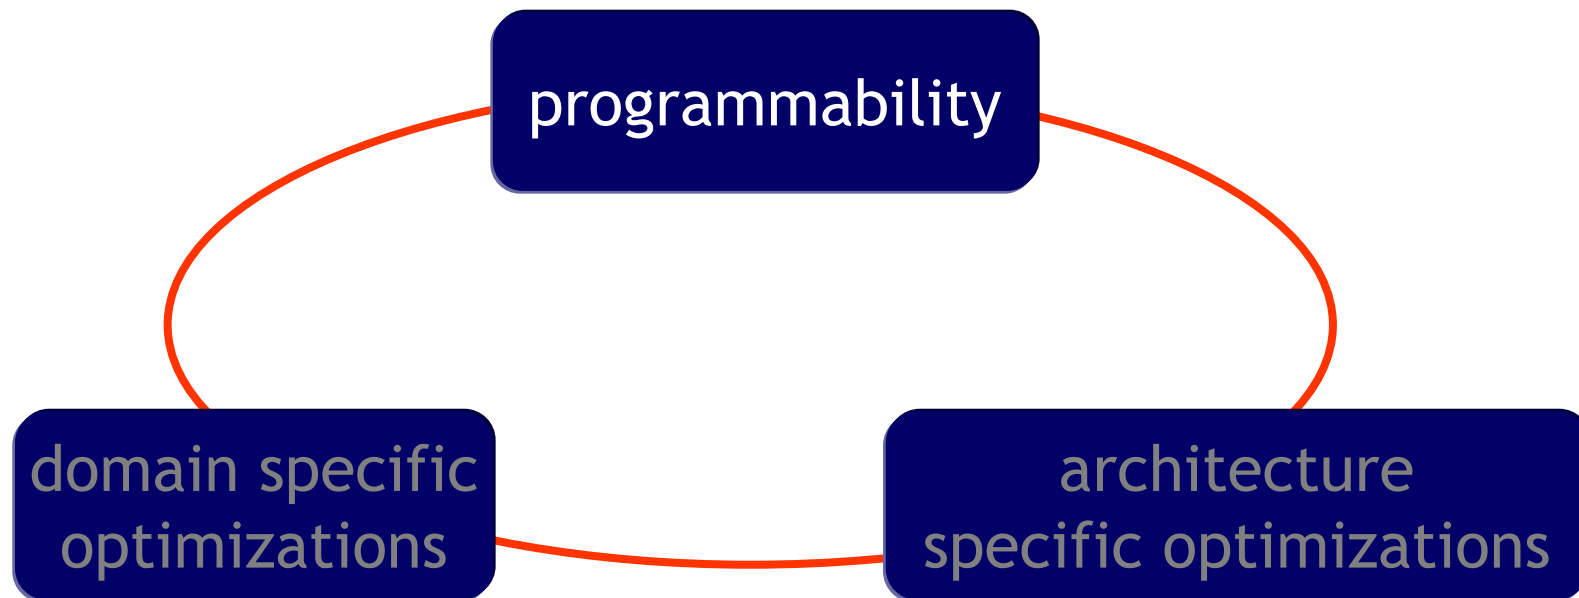 programmability
domain specific
optimizations
architecture
specific optimizations